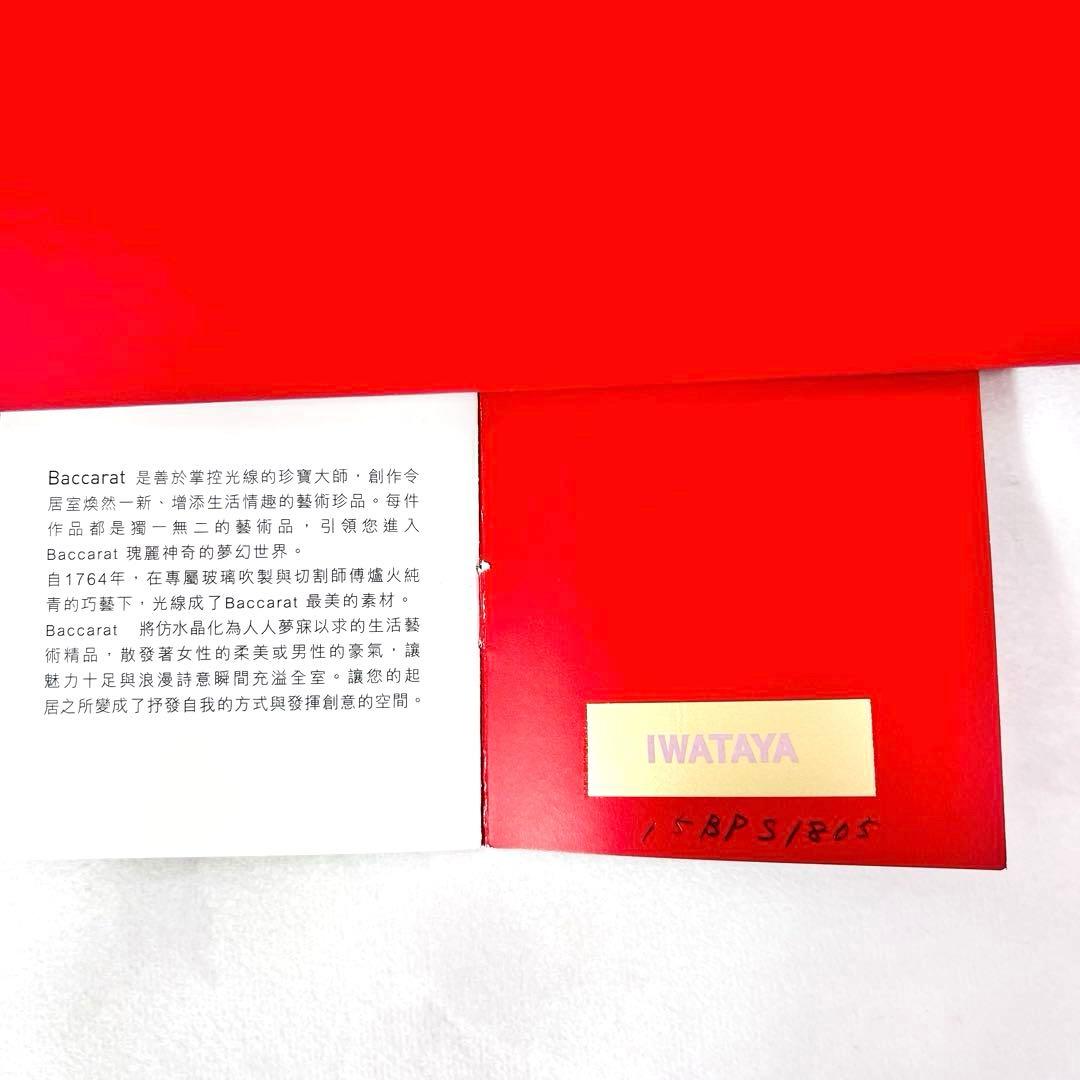 Baccarat 是善於掌控光線的珍寶大師，創作令
居室煥然一新、增添生活情趣的藝術珍品。每件
作品都是獨一無二的藝術品，引領您進入
Baccarat 瑰麗神奇的夢幻世界。
自1764年，在專屬玻璃吹製與切割師傅爐火純
青的巧藝下，光線成了Baccarat 最美的素材。
Baccarat 將仿水晶化為人人夢寐以求的生活藝
術精品，散發著女性的柔美或男性的豪氣，讓
魅力十足與浪漫詩意瞬間充溢全室。讓您的起
居之所變成了抒發自我的方式與發揮創意的空間。
IWATAYA
15BPS1805